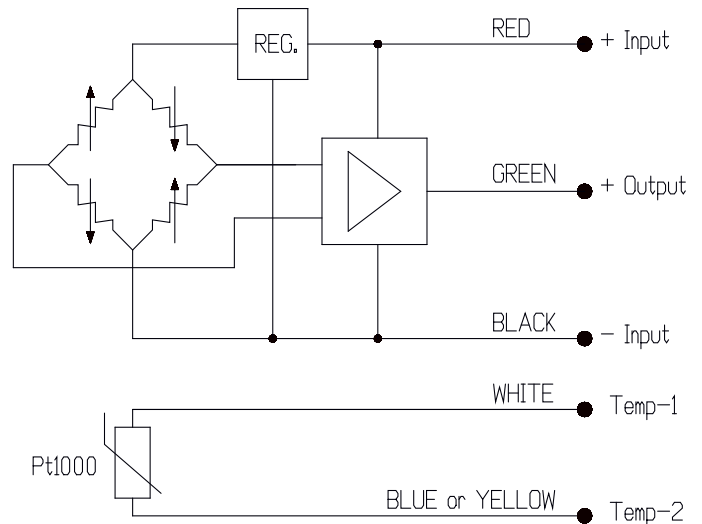 REG.
RED
+ Input
GREEN
+ Output
BLACK
- Input
WHITE
Temp-1
Pt1000
BLUE or YELLOW
Temp-2